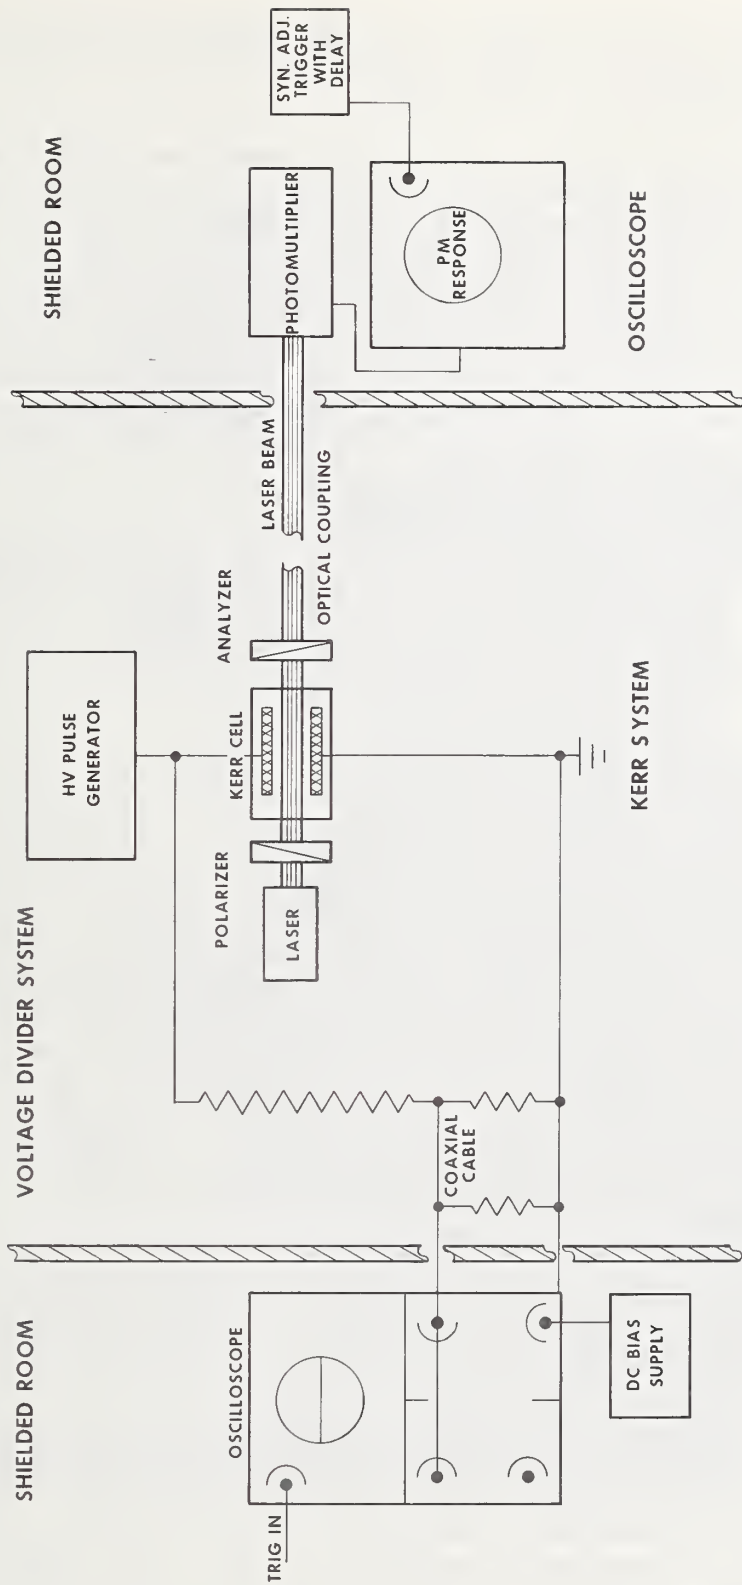 SHIELDED ROOM
VOLTAGE DIVIDER SYSTEM
SHIELDED ROOM
TRIG IN
OSCILLOSCOPE
DC BIAS
SUPPLY
COAXIAL
CABLE
HV PULSE
GENERATOR
POLARIZER
LASER
KERR CELL
ANALYZER
OPTICAL COUPLING
LASER BEAM
KERR SYSTEM
PHOTOMULTIPLIER
SYN. ADJ.
TRIGGER
WITH
DELAY
PM
RESPONSE
OSCILLOSCOPE